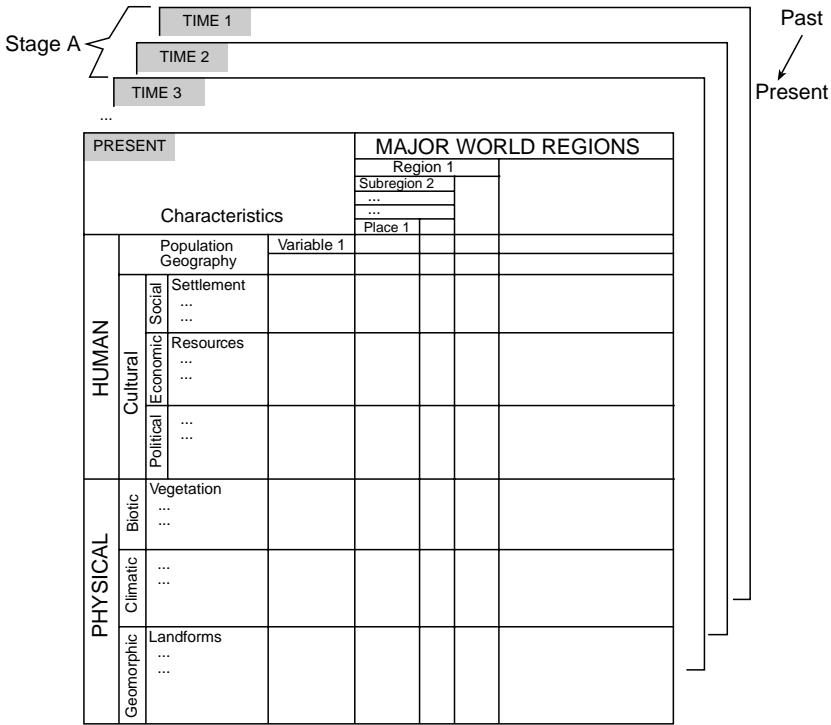 TIME 1
Past
Stage A
TIME 2
TIME 3
Present
...
PRESENT
MAJOR WORLD REGIONS
Region 1
Subregion 2
...
...
Characteristics
Place 1
Population
Geography
Variable 1
HUMAN
Cultural
Social
Settlement
...
...
Economic
Resources
...
...
Political
...
...
PHYSICAL
Biotic
Vegetation
...
...
Climatic
...
...
Geomorphic
Landforms
...
...